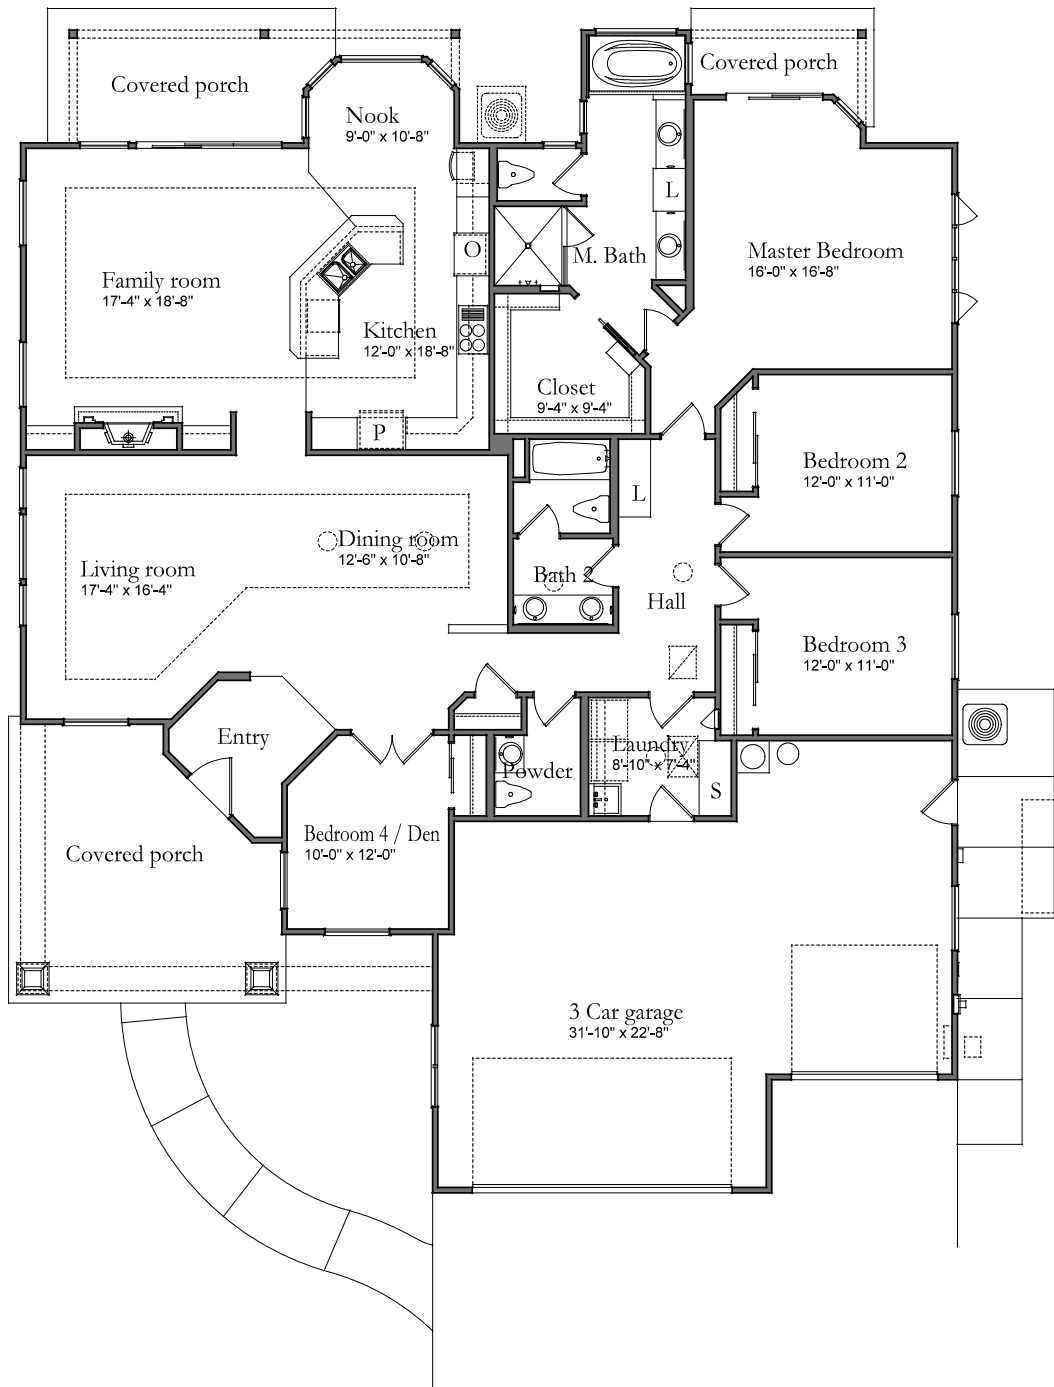 Covered porch
Covered porch
Nook
9'-0" x 10'-8"
L
O
M. Bath
Master Bedroom
16'-0" x 16'-8"
Family room
17'-4" x 18'-8"
Kitchen
12'-0" x 18'-8"
Closet
9'-4" x 9'-4"
P
Bedroom 2
12'-0" x 11'-0"
L
Dining room
12'-6" x 10'-8"
Living room
17'-4" x 16'-4"
Bath 2
Hall
Bedroom 3
12'-0" x 11'-0"
Entry
Laundry
8'-10" x 7'-4"
Powder
S
Bedroom 4 / Den
10'-0" x 12'-0"
Covered porch
3 Car garage
31'-10" x 22'-8"